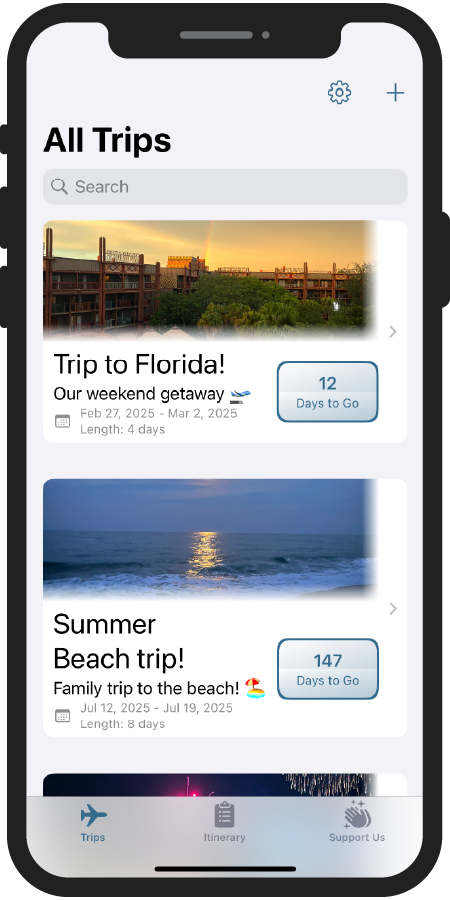 All Trips
Search
Trip to Florida!
Our weekend getaway 🛫
Feb 27, 2025 - Mar 2, 2025
Length: 4 days
12
Days to Go
Summer
Beach trip!
Family trip to the beach! 🏖️
Jul 12, 2025 - Jul 19, 2025
Length: 8 days
147
Days to Go
Trips
Itinerary
Support Us